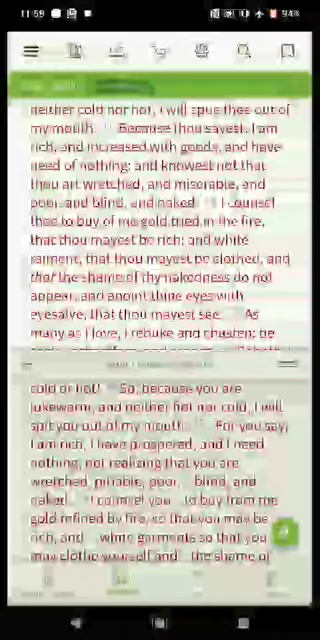 11:59
94%
neither cold nor hot, I will spue thee out of
my mouth. Because thou sayest, I am
rich, and increased with goods, and have
need of nothing; and knowest not that
thou art wretched, and miserable, and
poor, and blind, and naked. I counsel
thee to buy of me gold tried in the fire,
that thou mayest be rich; and white
raiment, that thou mayest be clothed, and
that the shame of thy nakedness do not
appear; and anoint thine eyes with
eyesalve, that thou mayest see. As
many as I love, I rebuke and chasten: be
cold or hot! So, because you are
lukewarm, and neither hot nor cold, I will
spit you out of my mouth. For you say,
I am rich, I have prospered, and I need
nothing, not realizing that you are
wretched, pitiable, poor, blind, and
naked. I counsel you to buy from me
gold refined by fire, so that you may be
rich, and white garments so that you
may clothe yourself and the shame of